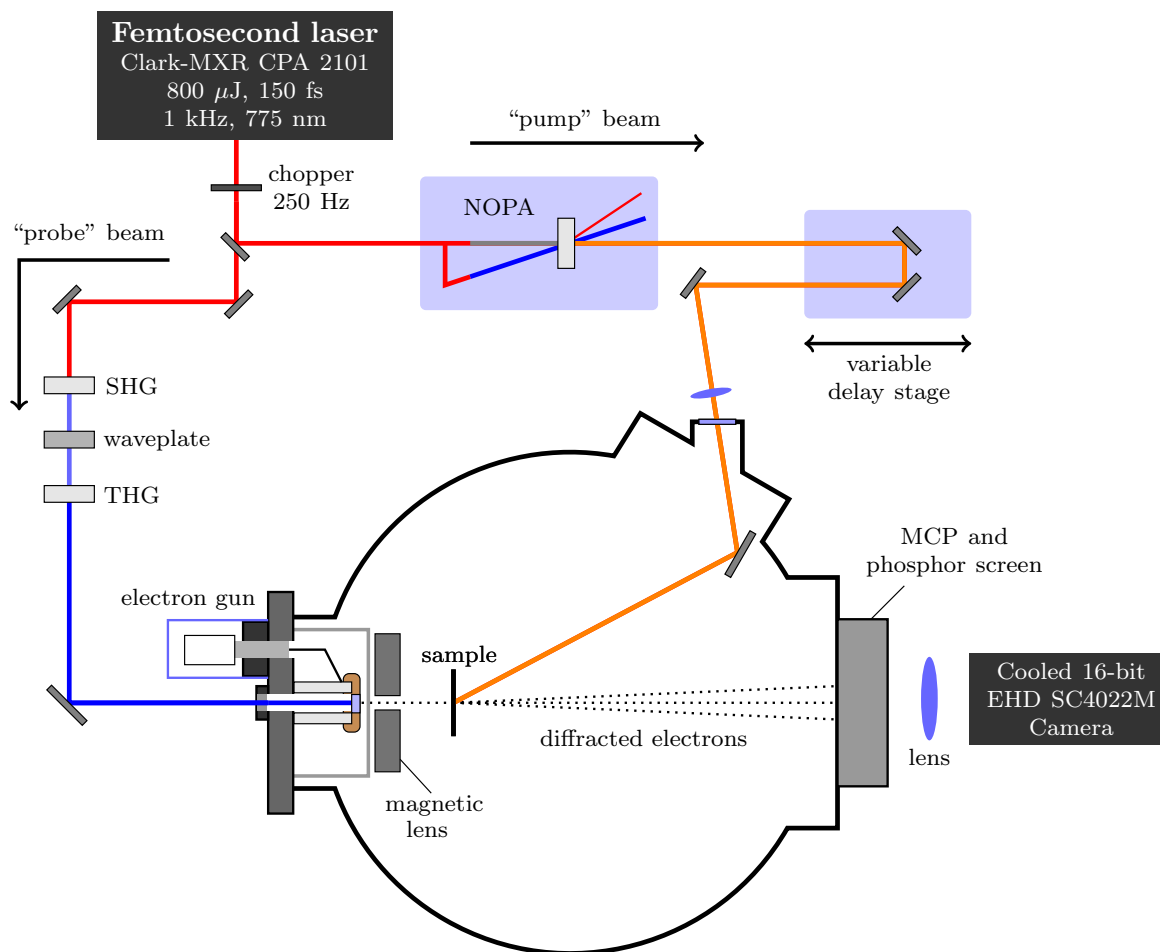 Femtosecond laser
Clark-MXR CPA 2101
800 μJ, 150 fs
1 kHz, 775 nm
“pump” beam
chopper
250 Hz
NOPA
“probe” beam
variable
delay stage
SHG
waveplate
THG
MCP and
phosphor screen
electron gun
sample
Cooled 16-bit
EHD SC4022M
Camera
diffracted electrons
lens
magnetic
lens